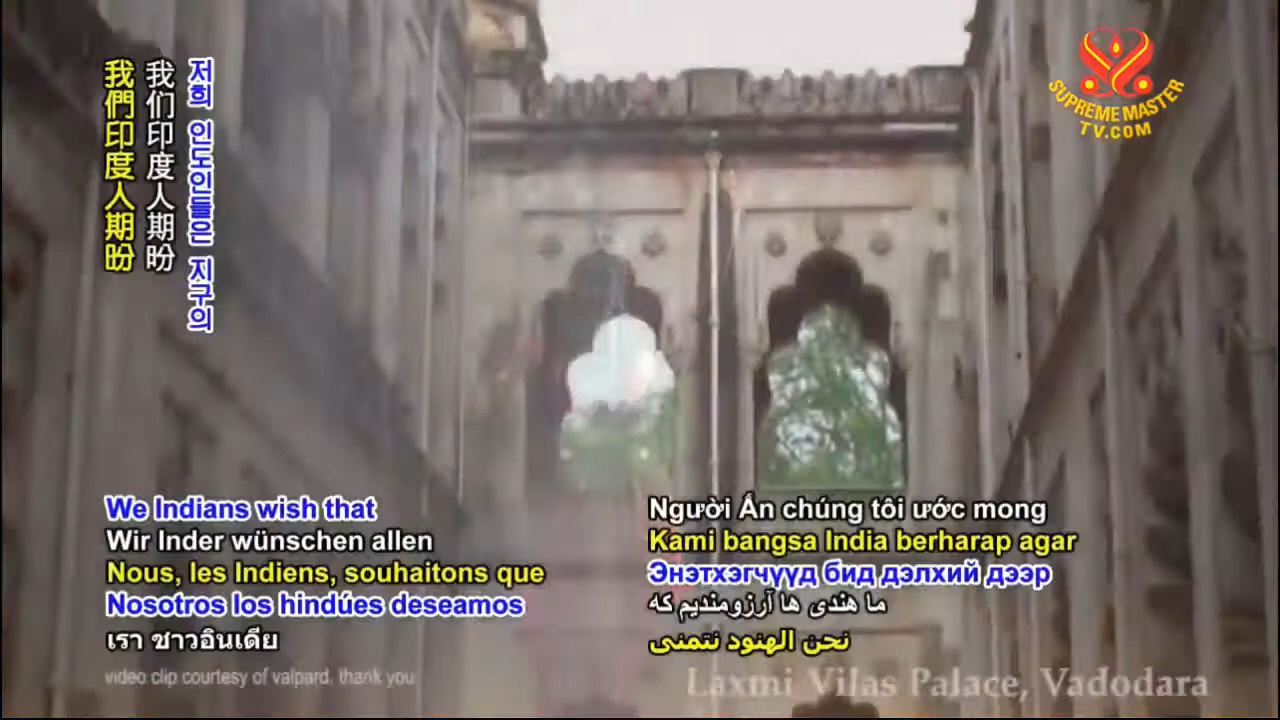 저희 인도인들은 지구의
我们印度人期盼
我們印度人期盼
SUPREME MASTER
TV.COM
We Indians wish that
Wir Inder wünschen allen
Nous, les Indiens, souhaitons que
Nosotros los hindúes deseamos
เรา ชาวอินเดีย
video clip courtesy of valpard, thank you
Người Ấn chúng tôi ước mong
Kami bangsa India berharap agar
Энэтхэгчүүд бид дэлхий дээр
ما هندی ها آرزومندیم که
نحن الهنود نتمنى
Laxmi Vilas Palace, Vadodara